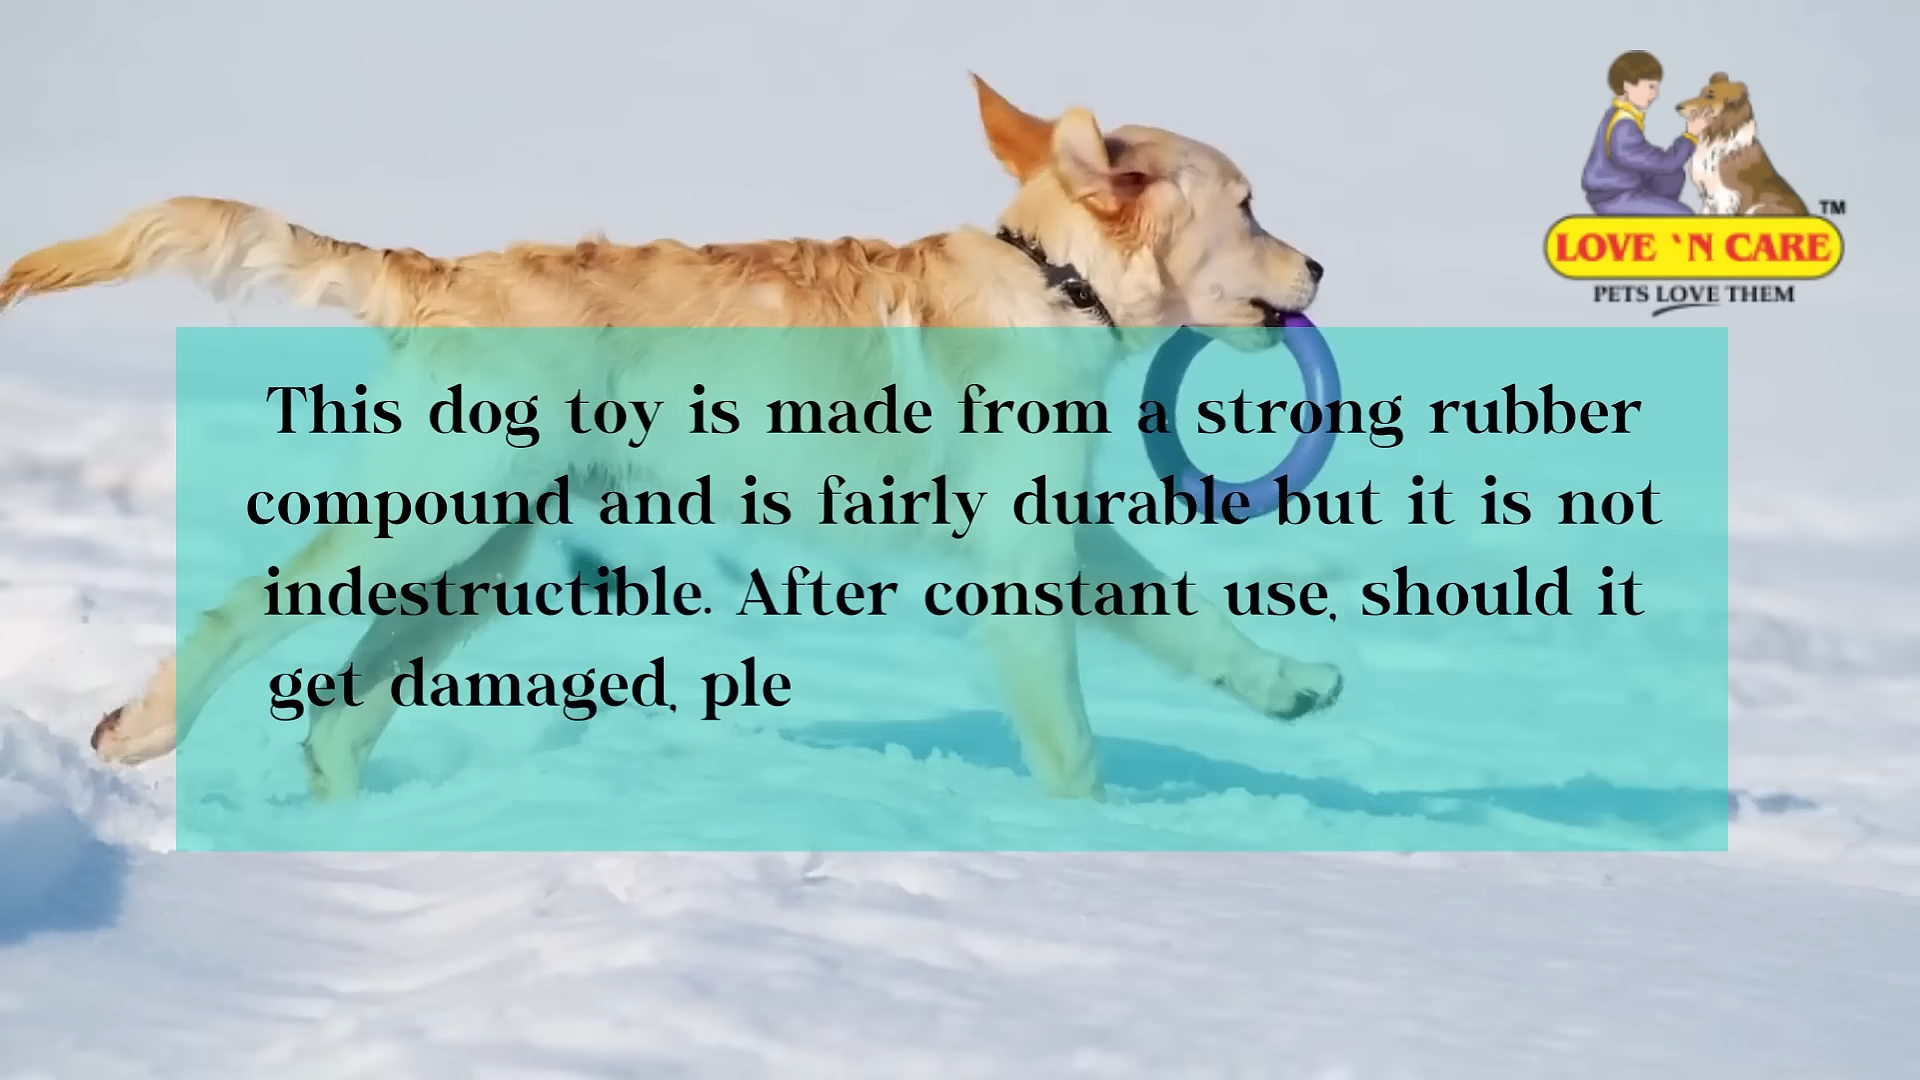 TM
LOVE 'N CARE
PETS LOVE THEM
This dog toy is made from a strong rubber
compound and is fairly durable but it is not
indestructible. After constant use, should it
get damaged, ple